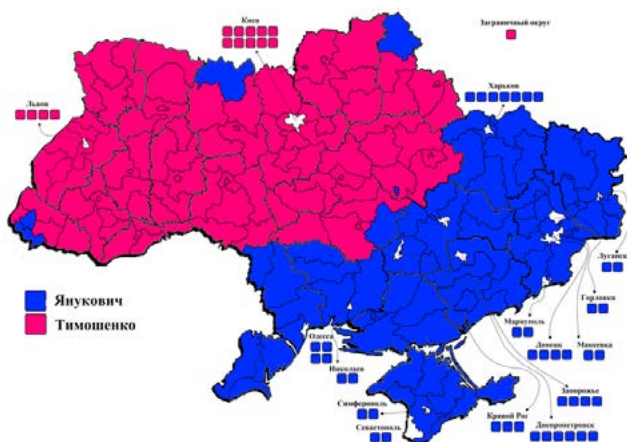 Киев
Заграничный округ
Львов
Харьков
Луганск
Горловка
Янукович
Тимошенко
Мариуполь
Донецк
Макеевка
Одесса
Николаев
Запорожье
Симферополь
Кривой Рог
Севастополь
Днепропетровск